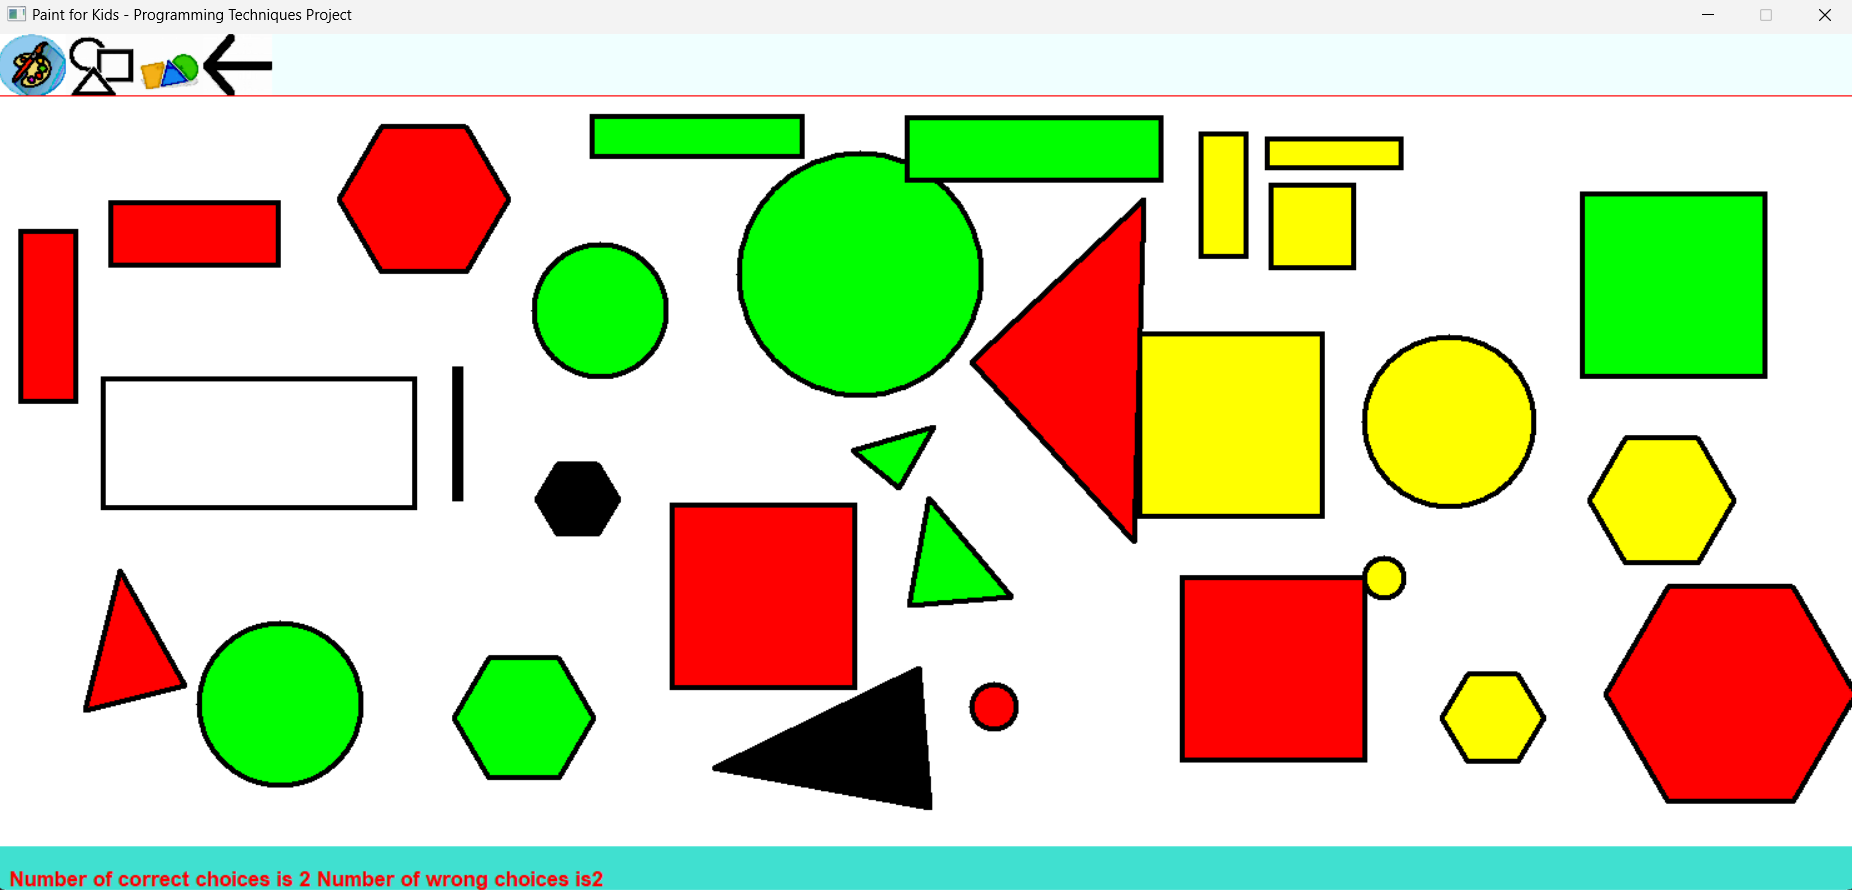 Paint for Kids - Programming Techniques Project
Number of correct choices is 2 Number of wrong choices is2